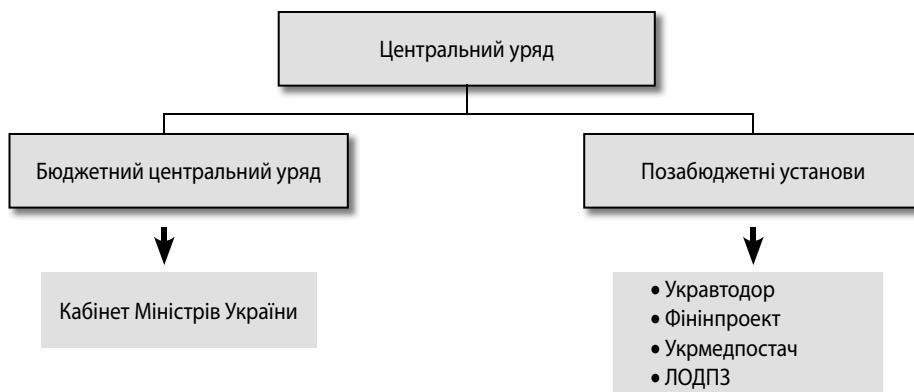 Центральний уряд
Бюджетний центральний уряд
Позабюджетні установи
Кабінет Міністрів України
• Укравтодор
• Фінінпроект
• Укрмедпостач
• ЛОДПЗ